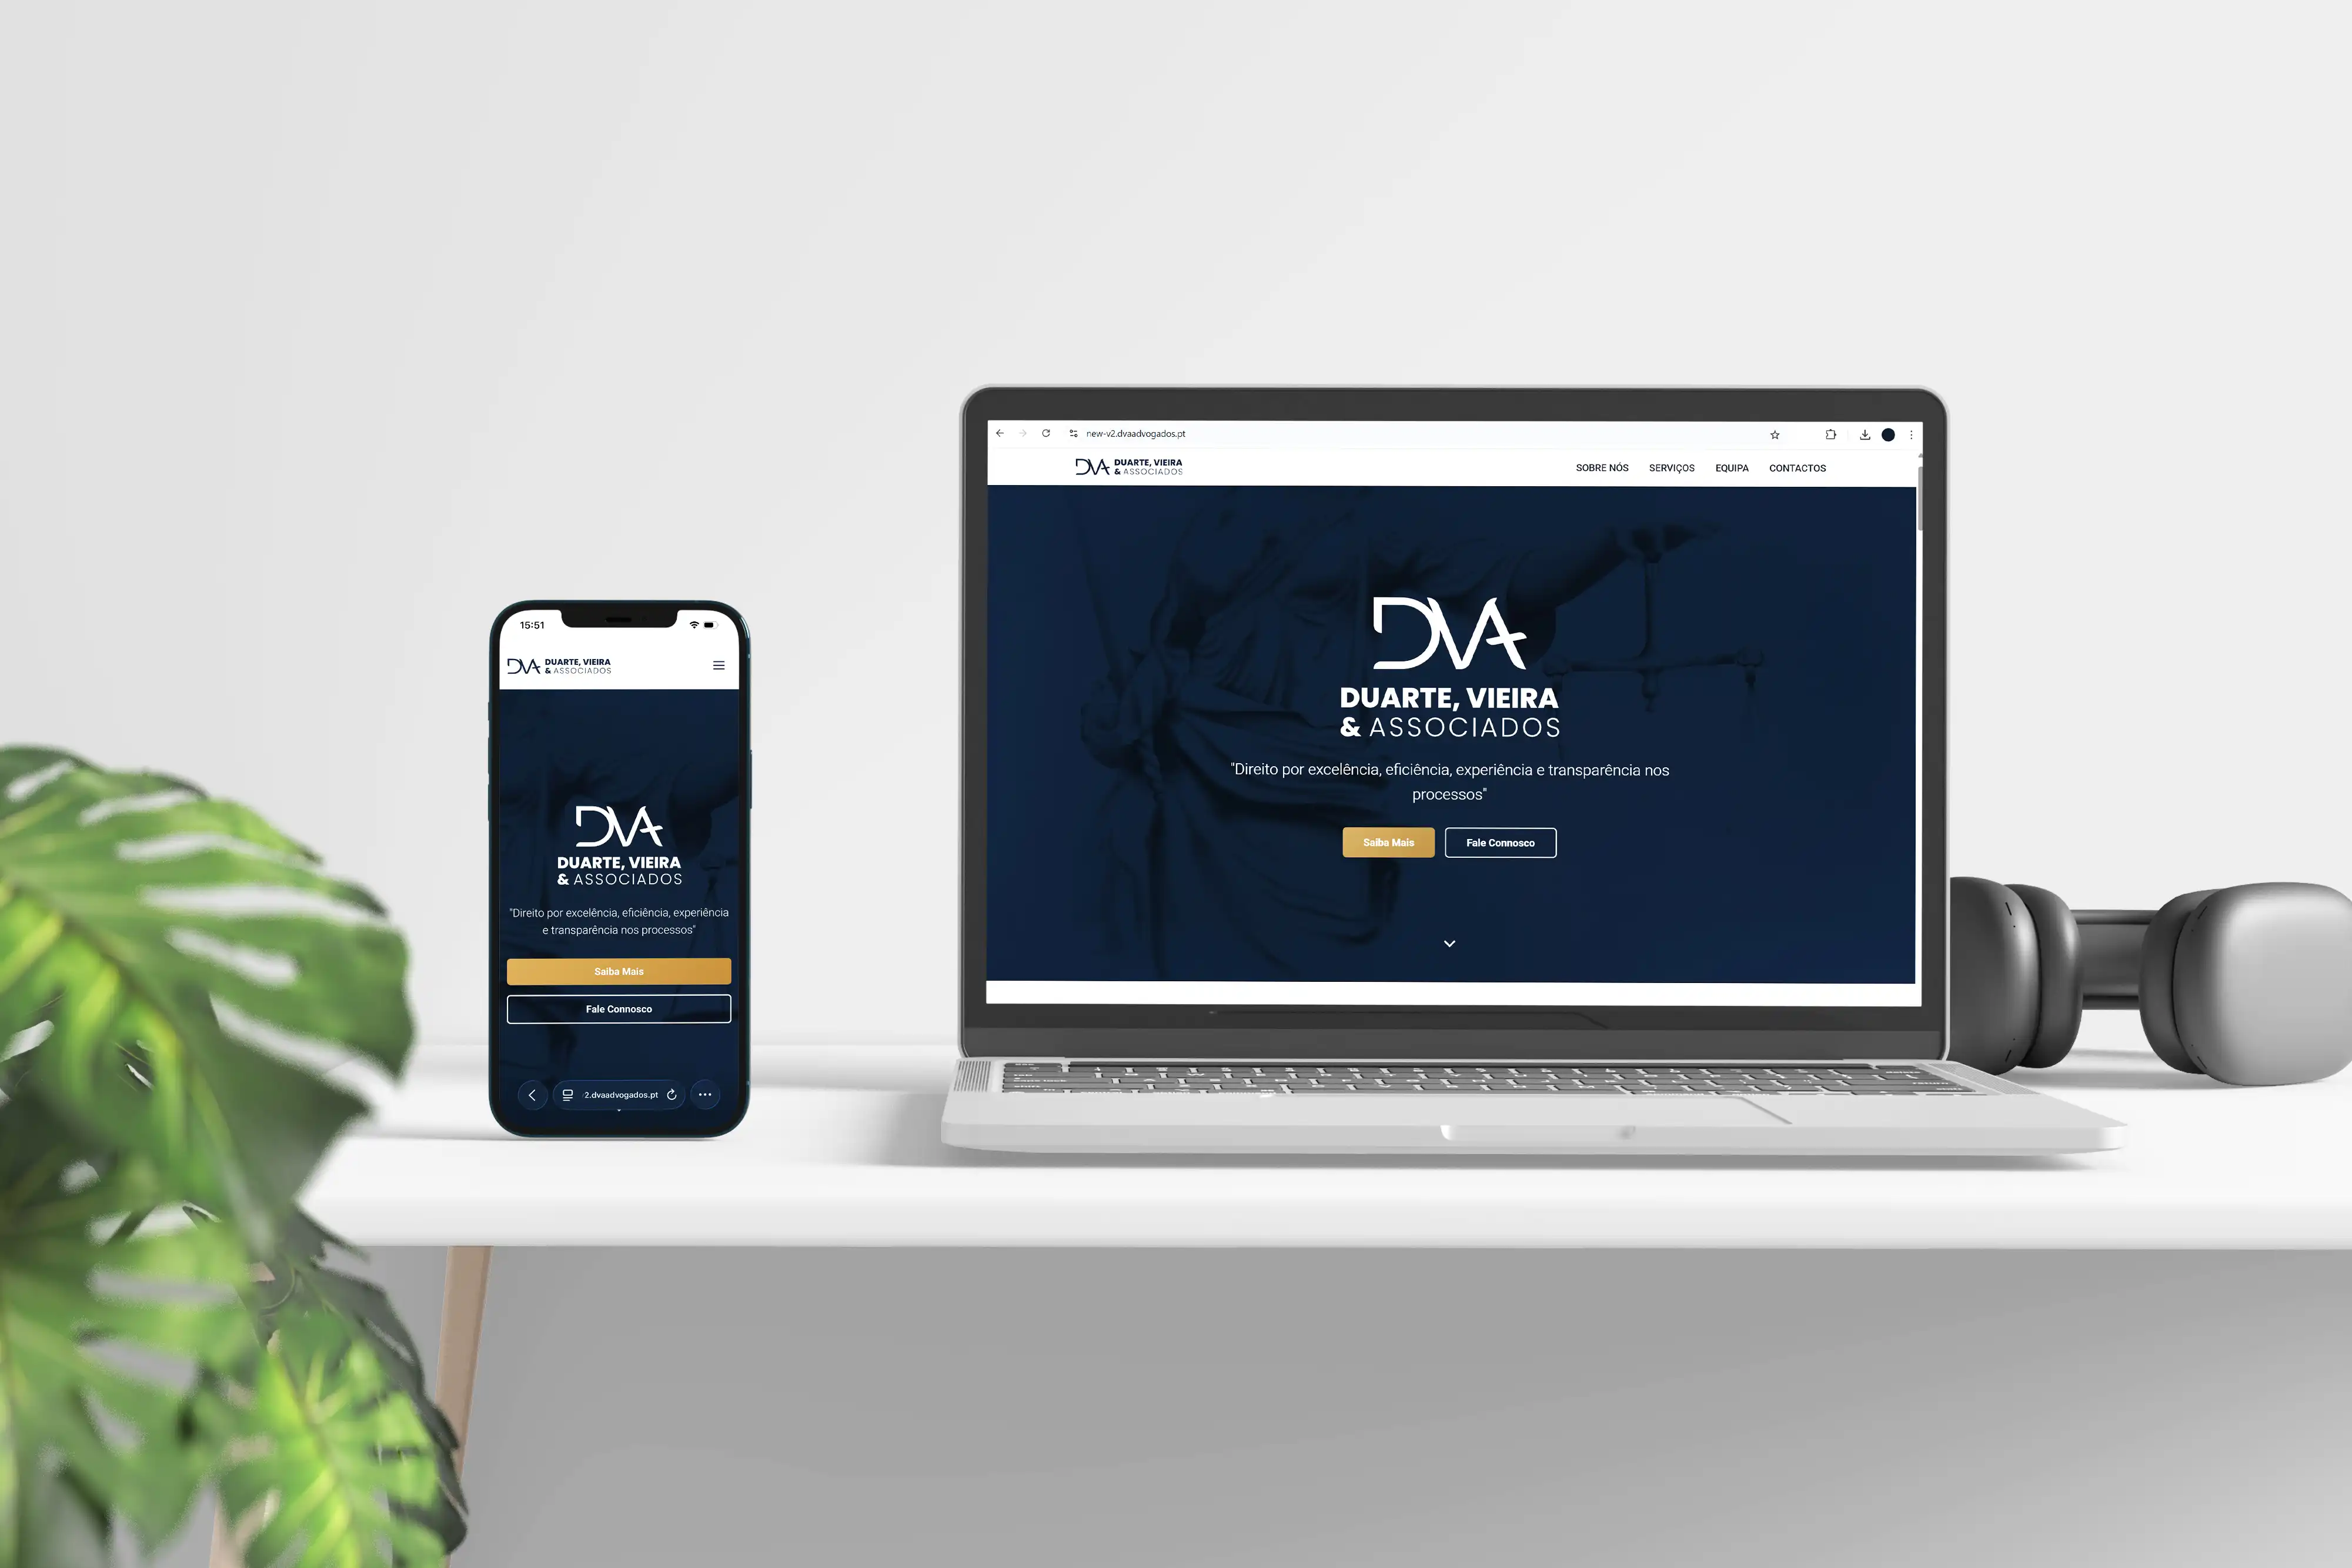 15:51
DVA DUARTE, VIEIRA
& ASSOCIADOS
DVA
DUARTE, VIEIRA
& ASSOCIADOS
"Direito por excelência, eficiência, experiência
e transparência nos processos"
Saiba Mais
Fale Connosco
2.dvaadvogados.pt
new-v2.dvaadvogados.pt
DVA DUARTE, VIEIRA
& ASSOCIADOS
SOBRE NÓS SERVIÇOS EQUIPA CONTACTOS
DVA
DUARTE, VIEIRA
& ASSOCIADOS
"Direito por excelência, eficiência, experiência e transparência nos
processos"
Saiba Mais Fale Connosco